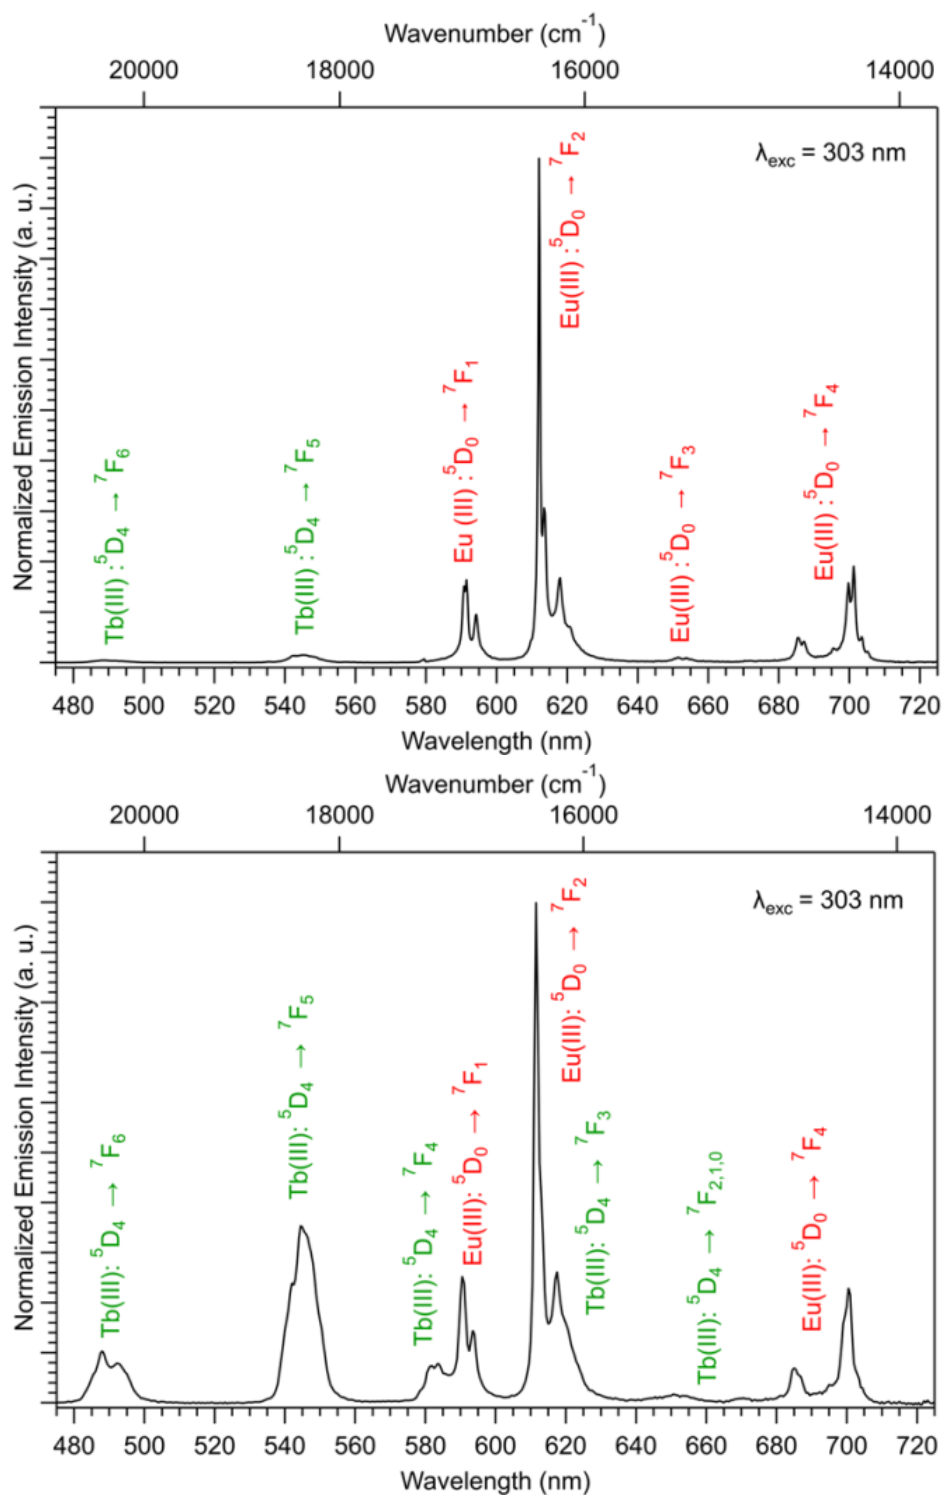 Wavenumber (cm⁻¹)
20000 18000 16000 14000
Normalized Emission Intensity (a. u.)
λexc = 303 nm
Tb(III) : ⁵D₄ → ⁷F₆
Tb(III) : ⁵D₄ → ⁷F₅
Eu (III) : ⁵D₀ → ⁷F₁
Eu(III) : ⁵D₀ → ⁷F₂
Eu(III) : ⁵D₀ → ⁷F₃
Eu(III) : ⁵D₀ → ⁷F₄
480 500 520 540 560 580 600 620 640 660 680 700 720
Wavelength (nm)
Wavenumber (cm⁻¹)
20000 18000 16000 14000
Normalized Emission Intensity (a. u.)
λexc = 303 nm
Tb(III): ⁵D₄ → ⁷F₆
Tb(III): ⁵D₄ → ⁷F₅
Tb(III): ⁵D₄ → ⁷F₄
Eu(III): ⁵D₀ → ⁷F₁
Eu(III): ⁵D₀ → ⁷F₂
Tb(III): ⁵D₄ → ⁷F₃
Tb(III): ⁵D₄ → ⁷F₂,₁,₀
Eu(III): ⁵D₀ → ⁷F₄
480 500 520 540 560 580 600 620 640 660 680 700 720
Wavelength (nm)